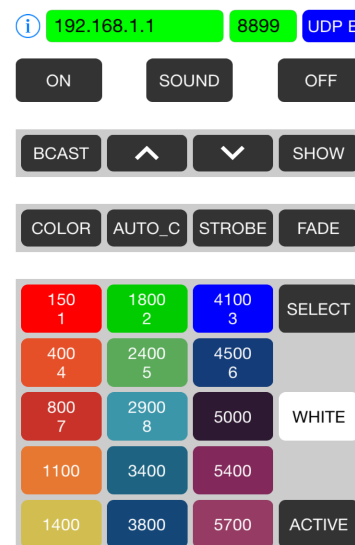 i 192.168.1.1 8899 UDP
ON SOUND OFF
BCAST SHOW
COLOR AUTO_C STROBE FADE
150 1800 4100
1 2 3 SELECT
400 2400 4500
4 5 6
800 2900 5000 WHITE
7 8
1100 3400 5400
1400 3800 5700 ACTIVE